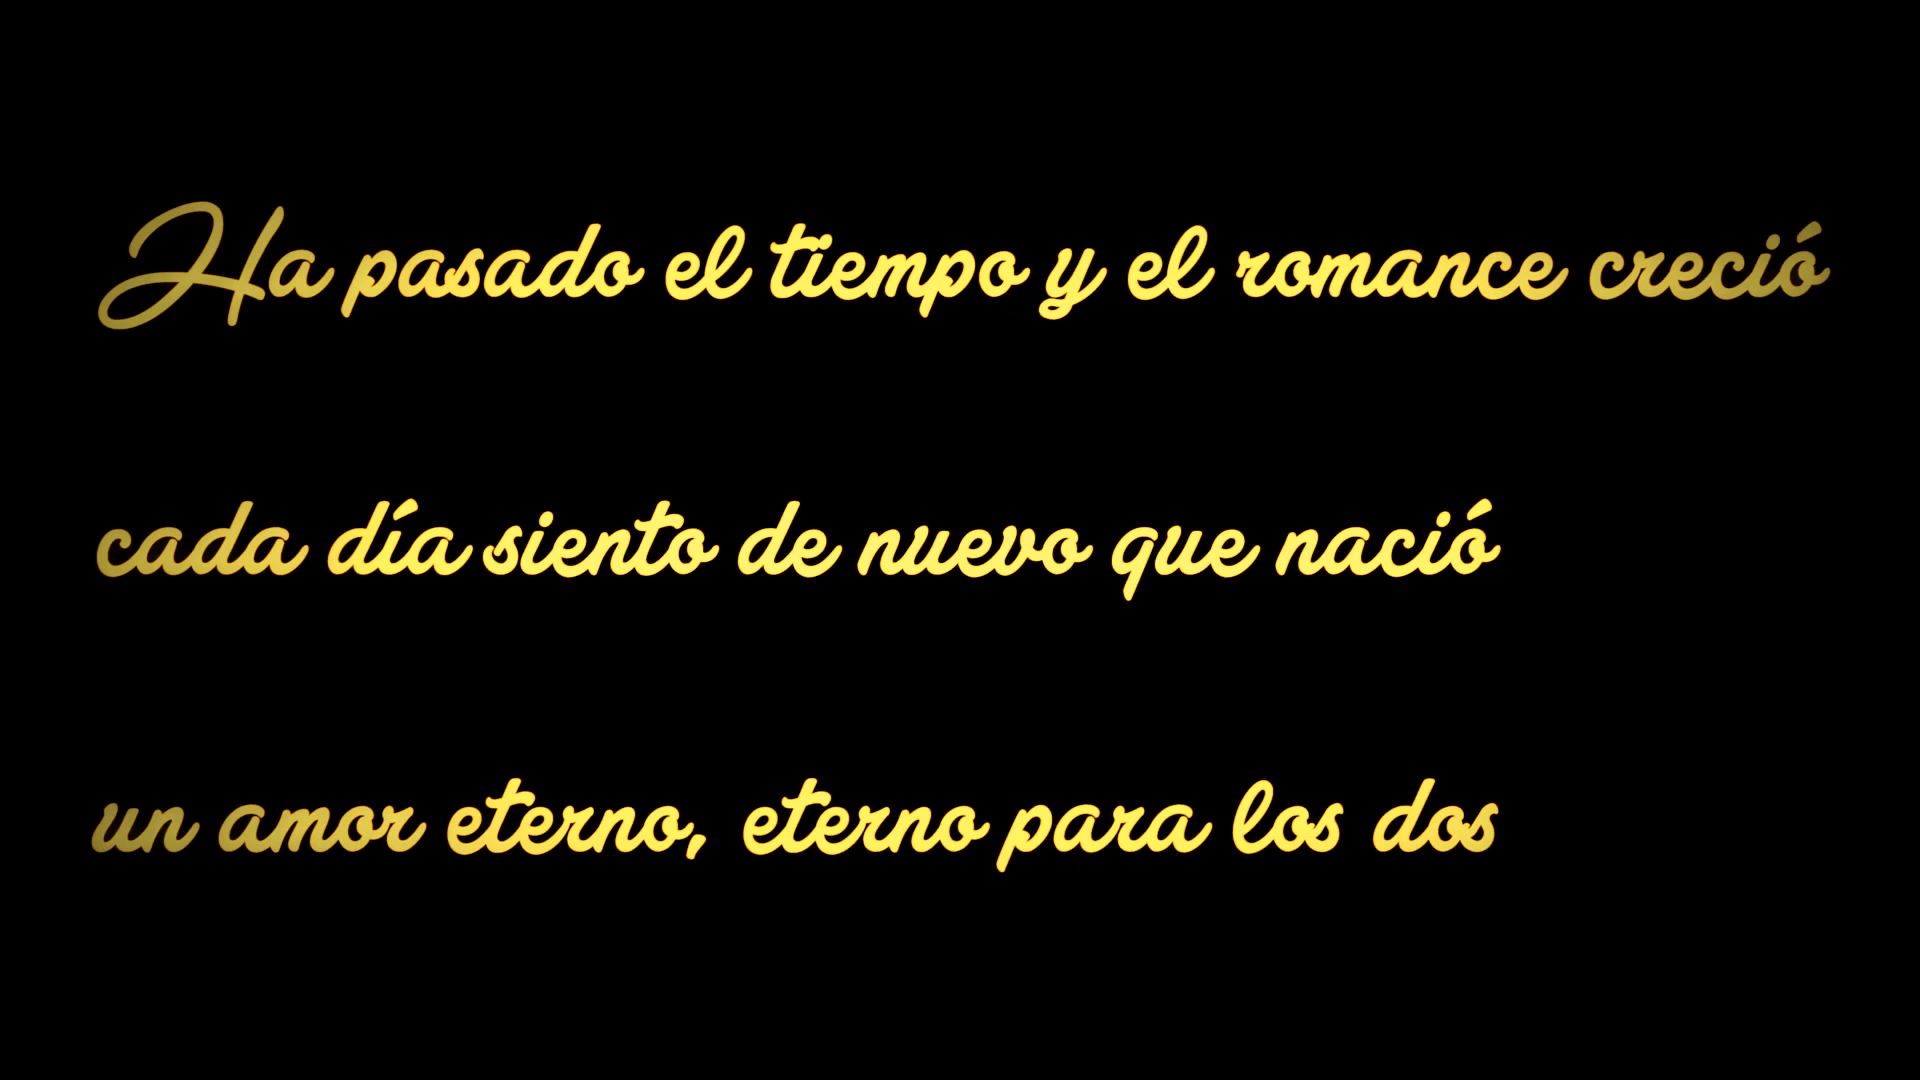 Ha pasado el tiempo y el romance creció
cada día siento de nuevo que nació
un amor eterno, eterno para los dos